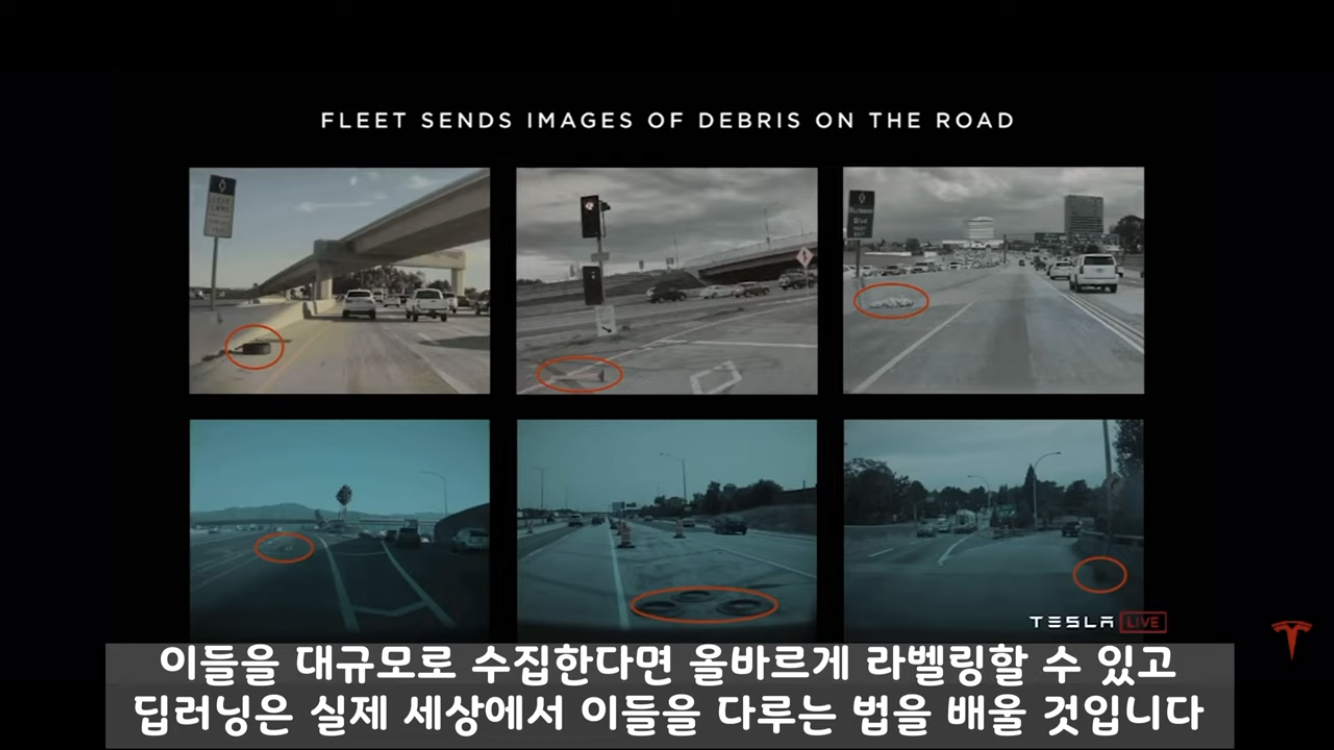 FLEET SENDS IMAGES OF DEBRIS ON THE ROAD
TESLA LIVE
이들을 대규모로 수집한다면 올바르게 라벨링할 수 있고
딥러닝은 실제 세상에서 이들을 다루는 법을 배울 것입니다